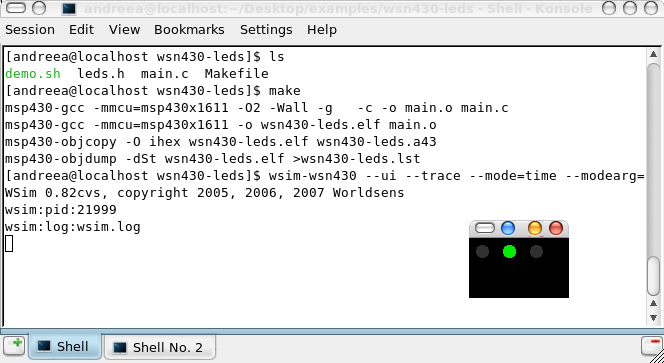 andreea@localhost: ~/Desktop/examples/wsn430-leds - Shell - Konsole
Session Edit View Bookmarks Settings Help
[andreea@localhost wsn430-leds]$ ls
demo.sh  leds.h  main.c  Makefile
[andreea@localhost wsn430-leds]$ make
msp430-gcc -mmcu=msp430x1611 -O2 -Wall -g   -c -o main.o main.c
msp430-gcc -mmcu=msp430x1611 -o wsn430-leds.elf main.o
msp430-objcopy -O ihex wsn430-leds.elf wsn430-leds.a43
msp430-objdump -dSt wsn430-leds.elf >wsn430-leds.lst
[andreea@localhost wsn430-leds]$ wsim-wsn430 --ui --trace --mode=time --modearg=
WSim 0.82cvs, copyright 2005, 2006, 2007 Worldsens
wsim:pid:21999
wsim:log:wsim.log
Shell Shell No. 2